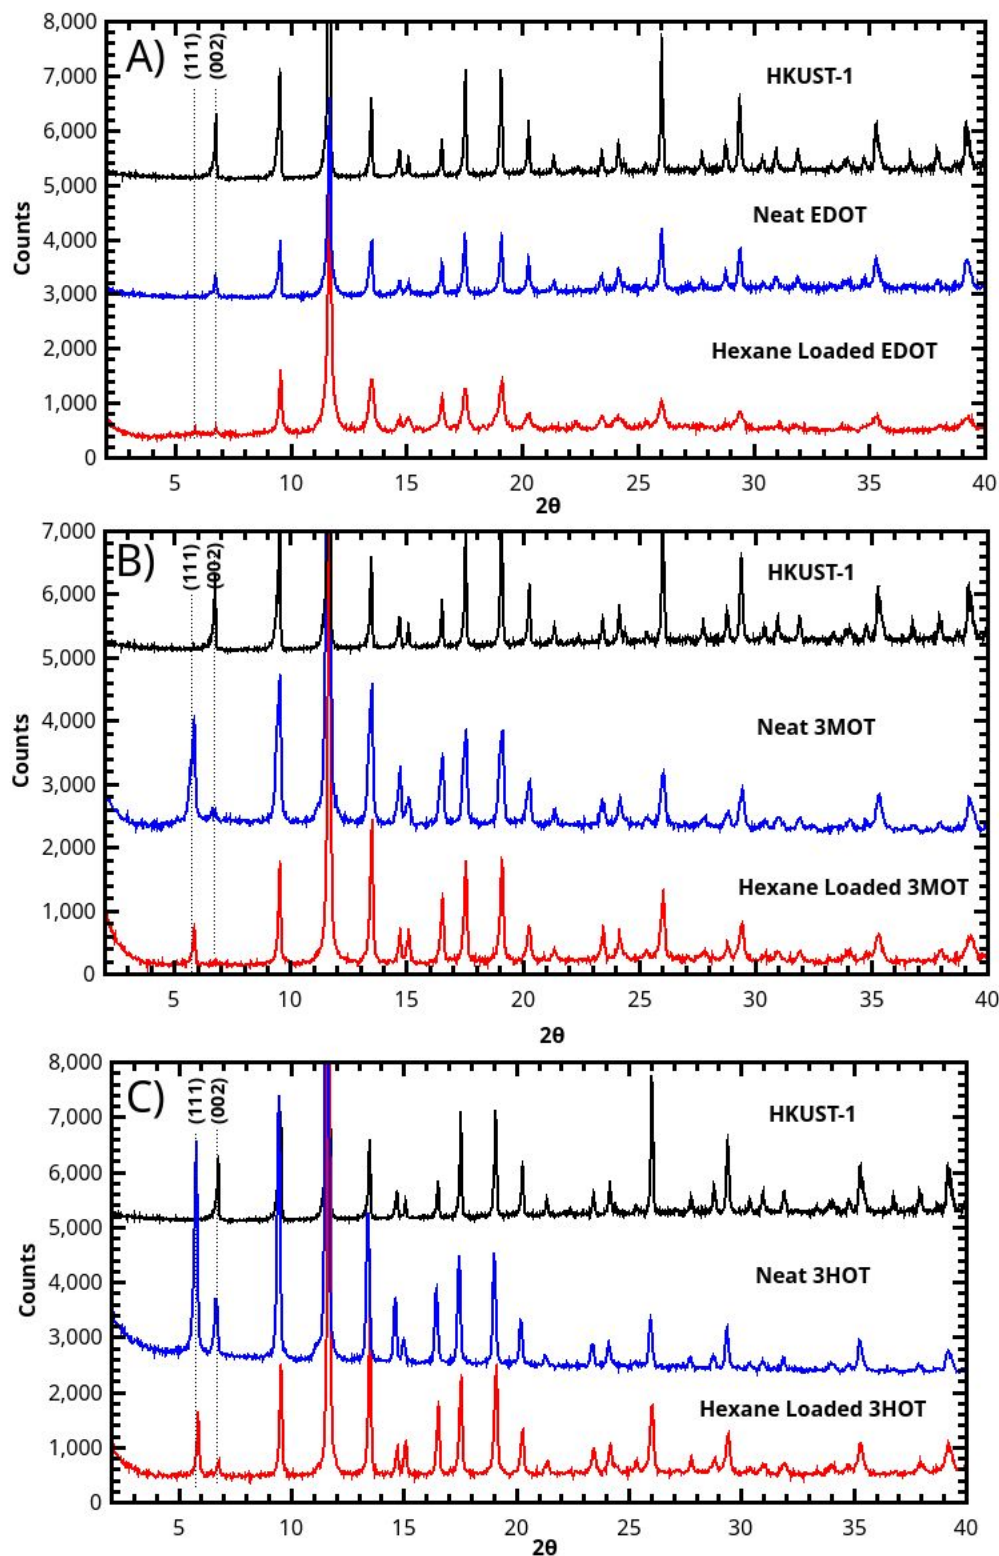 A)
(111)
(002)
8,000
7,000
6,000
5,000
4,000
3,000
2,000
1,000
0
Counts
HKUST-1
Neat EDOT
Hexane Loaded EDOT
5 10 15 20 25 30 35 40
2θ
B)
(111)
(002)
7,000
6,000
5,000
4,000
3,000
2,000
1,000
0
Counts
HKUST-1
Neat 3MOT
Hexane Loaded 3MOT
5 10 15 20 25 30 35 40
2θ
C)
(111)
(002)
8,000
7,000
6,000
5,000
4,000
3,000
2,000
1,000
0
Counts
HKUST-1
Neat 3HOT
Hexane Loaded 3HOT
5 10 15 20 25 30 35 40
2θ